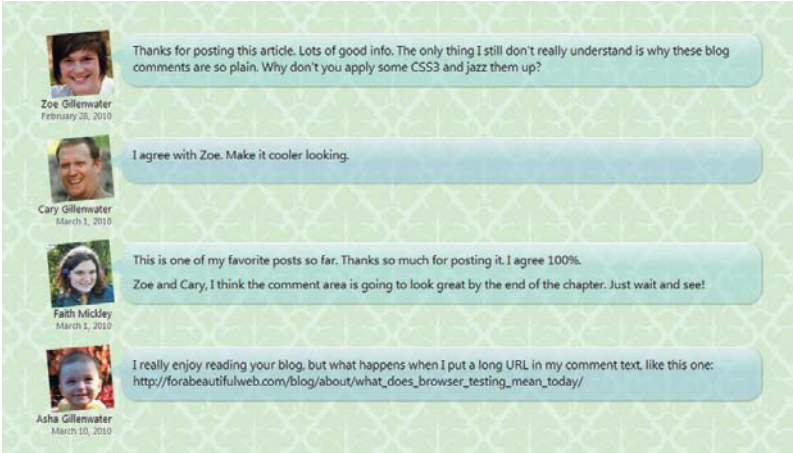 Thanks for posting this article. Lots of good info. The only thing I still don't really understand is why these blog
comments are so plain. Why don't you apply some CSS3 and jazz them up?
Zoe Gillenwater
February 28, 2010
I agree with Zoe. Make it cooler looking.
Cary Gillenwater
March 1, 2010
This is one of my favorite posts so far. Thanks so much for posting it. I agree 100%.
Zoe and Cary, I think the comment area is going to look great by the end of the chapter. Just wait and see!
Faith Mickley
March 1, 2010
I really enjoy reading your blog, but what happens when I put a long URL in my comment text, like this one:
http://forabeautifulweb.com/blog/about/what_does_browser_testing_mean_today/
Asha Gillenwater
March 10, 2010